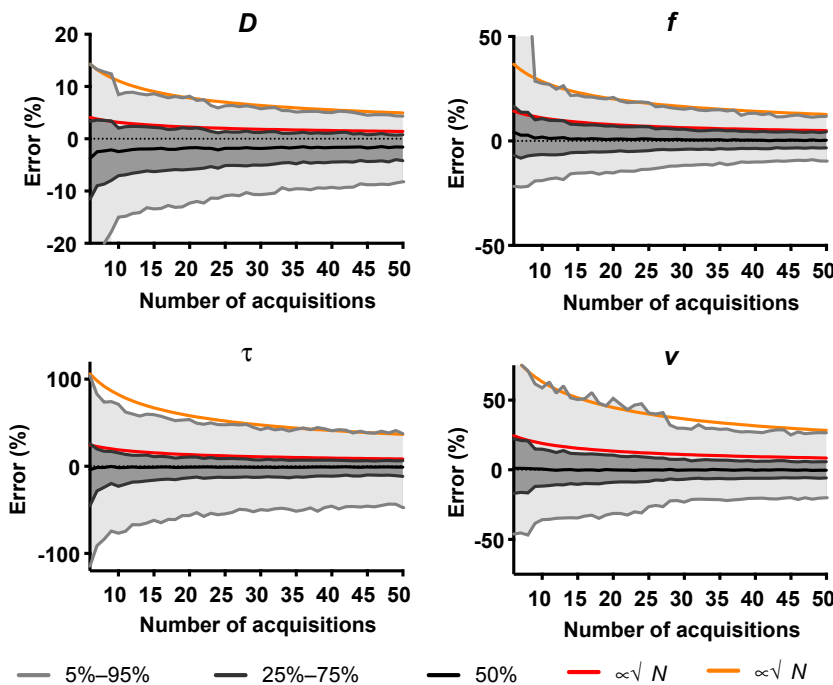 D
20
10
0
-10
-20
Error (%)
10 15 20 25 30 35 40 45 50
Number of acquisitions
f
50
0
-50
Error (%)
10 15 20 25 30 35 40 45 50
Number of acquisitions
τ
100
0
-100
Error (%)
10 15 20 25 30 35 40 45 50
Number of acquisitions
v
50
0
-50
Error (%)
10 15 20 25 30 35 40 45 50
Number of acquisitions
5%–95% 25%–75% 50% ∝√ N ∝√ N